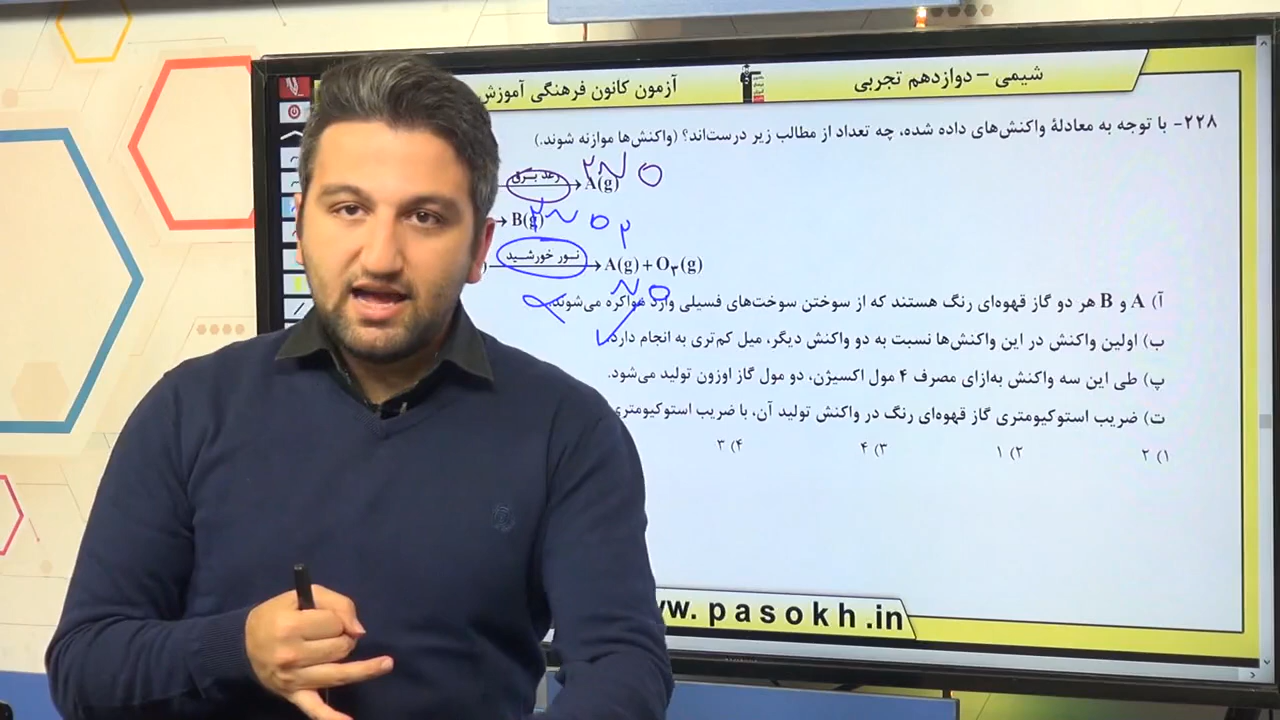 شیمی – دوازدهم تجربی
آزمون کانون فرهنگی آموزش
۲۲۸- با توجه به معادلهٔ واکنش‌های داده شده، چه تعداد از مطالب زیر درست‌اند؟ (واکنش‌ها موازنه شوند.)
رعد برق → A(g) ۲NO
→ B(g) ۲NO۲
نور خورشید → A(g) + O۳(g)
NO
آ) A و B هر دو گاز قهوه‌ای رنگ هستند که از سوختن سوخت‌های فسیلی وارد هواکره می‌شوند.
ب) اولین واکنش در این واکنش‌ها نسبت به دو واکنش دیگر، میل کم‌تری به انجام دارد.
پ) طی این سه واکنش به‌ازای مصرف ۴ مول اکسیژن، دو مول گاز اوزون تولید می‌شود.
ت) ضریب استوکیومتری گاز قهوه‌ای رنگ در واکنش تولید آن، با ضریب استوکیومتری
۱) ۲ ۲) ۱ ۳) ۴ ۴) ۳
w. pasokh.in